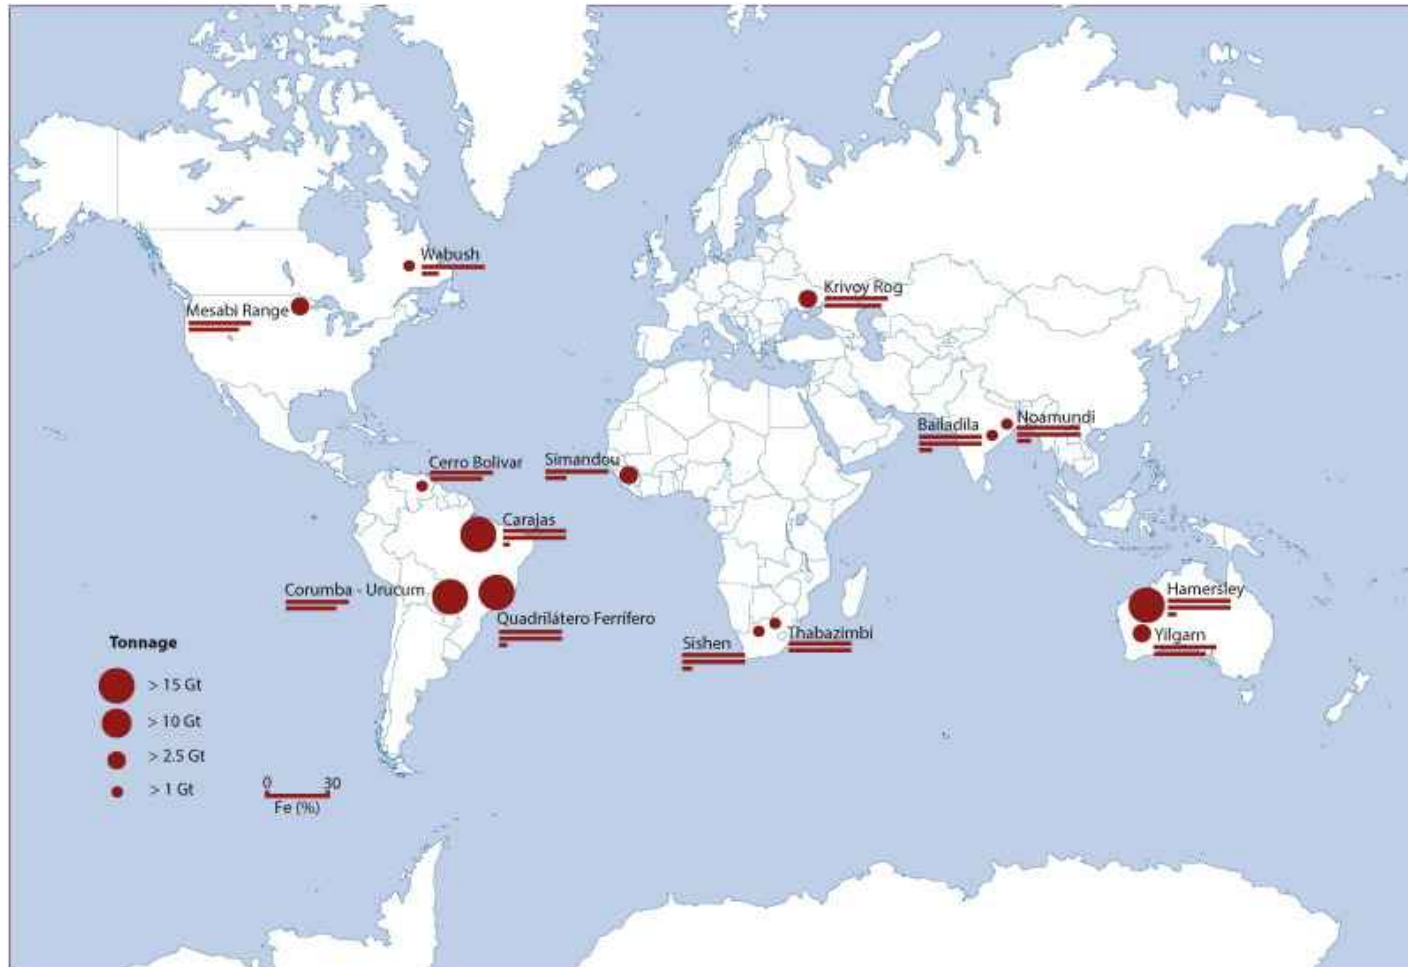 Wabush
Krivoy Rog
Mesabi Range
Noamundi
Bailadila
Cerro Bolivar
Simandou
Carajas
Corumba - Urucum
Hamersley
Quadrilátero Ferrífero
Thabazimbi
Yilgarn
Sishen
Tonnage
> 15 Gt
> 10 Gt
> 2.5 Gt
> 1 Gt
0 30
Fe (%)